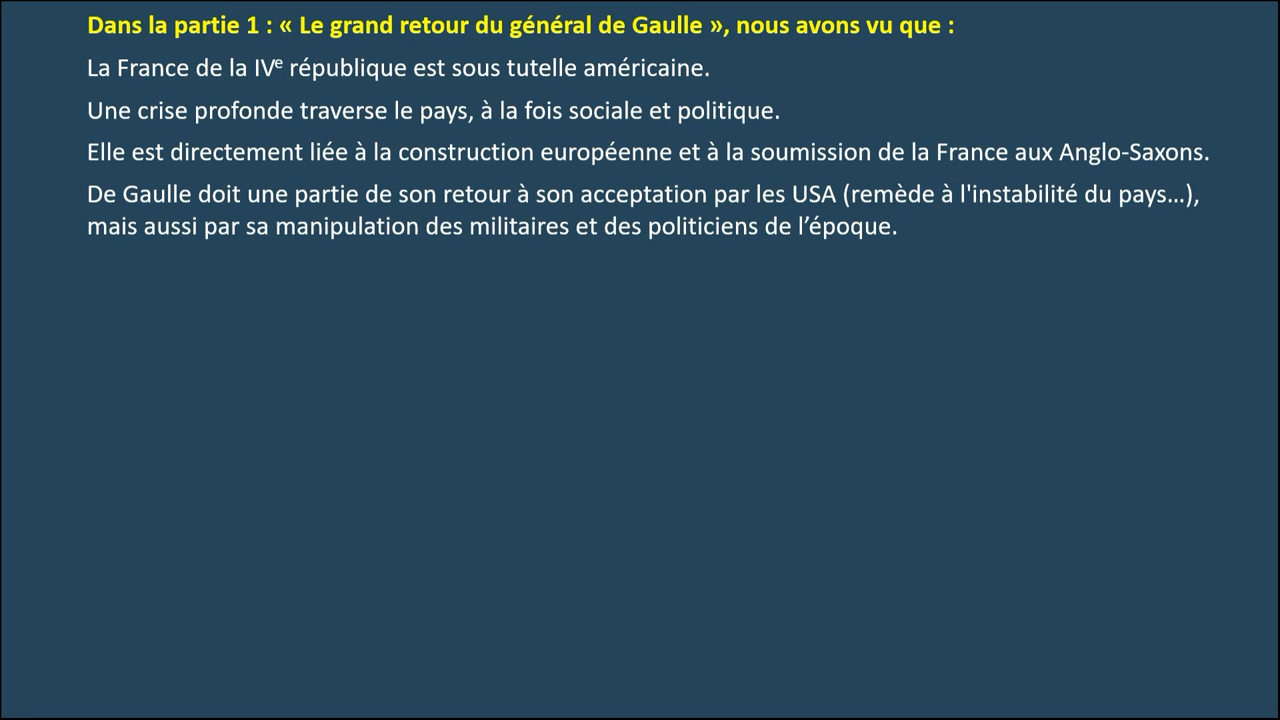 Dans la partie 1 : « Le grand retour du général de Gaulle », nous avons vu que :
La France de la IVᵉ république est sous tutelle américaine.
Une crise profonde traverse le pays, à la fois sociale et politique.
Elle est directement liée à la construction européenne et à la soumission de la France aux Anglo-Saxons.
De Gaulle doit une partie de son retour à son acceptation par les USA (remède à l'instabilité du pays…),
mais aussi par sa manipulation des militaires et des politiciens de l’époque.